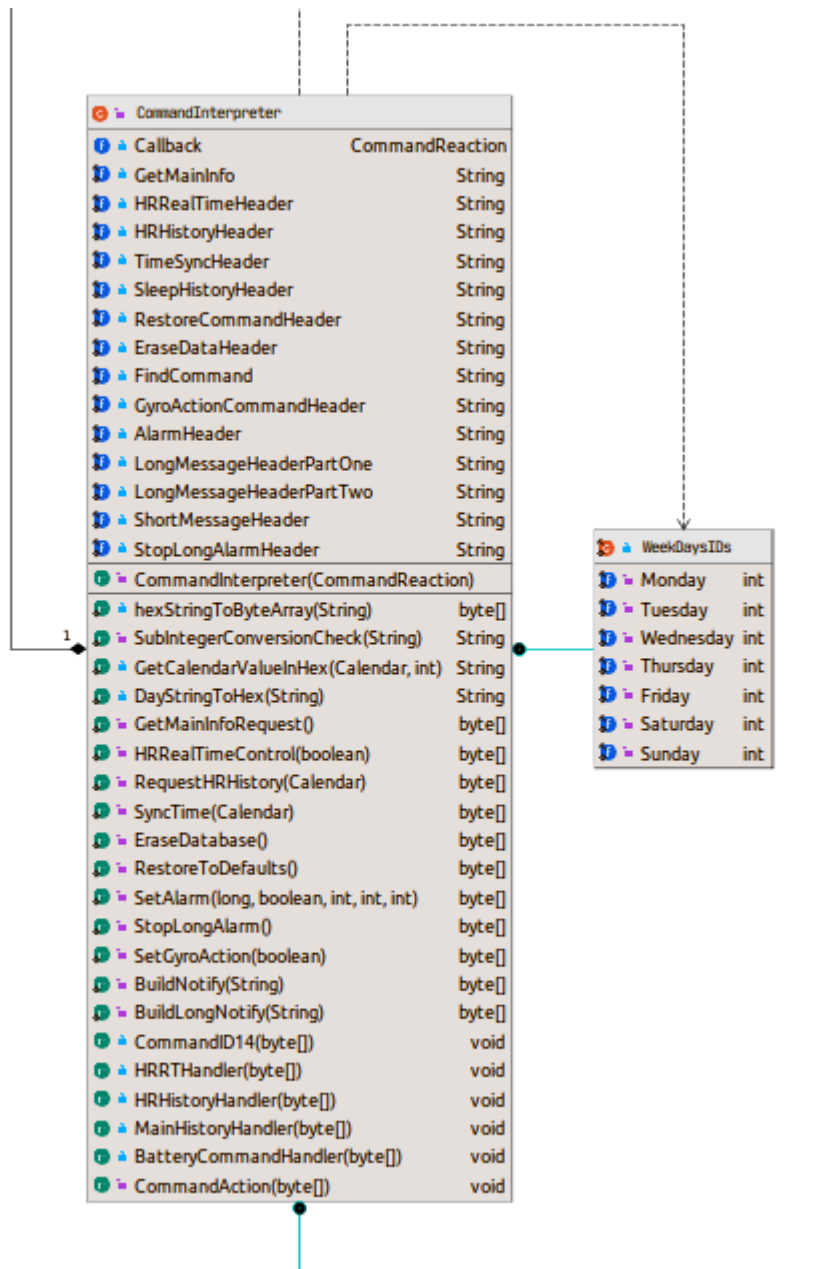 CommandInterpreter
Callback CommandReaction
GetMainInfo String
HRRealTimeHeader String
HRHistoryHeader String
TimeSyncHeader String
SleepHistoryHeader String
RestoreCommandHeader String
EraseDataHeader String
FindCommand String
GyroActionCommandHeader String
AlarmHeader String
LongMessageHeaderPartOne String
LongMessageHeaderPartTwo String
ShortMessageHeader String
StopLongAlarmHeader String
CommandInterpreter(CommandReaction)
hexStringToByteArray(String) byte[]
SubIntegerConversionCheck(String) String
GetCalendarValueInHex(Calendar, int) String
DayStringToHex(String) String
GetMainInfoRequest() byte[]
HRRealTimeControl(boolean) byte[]
RequestHRHistory(Calendar) byte[]
SyncTime(Calendar) byte[]
EraseDatabase() byte[]
RestoreToDefaults() byte[]
SetAlarm(long, boolean, int, int, int) byte[]
StopLongAlarm() byte[]
SetGyroAction(boolean) byte[]
BuildNotify(String) byte[]
BuildLongNotify(String) byte[]
CommandID14(byte[]) void
HRRTHandler(byte[]) void
HRHistoryHandler(byte[]) void
MainHistoryHandler(byte[]) void
BatteryCommandHandler(byte[]) void
CommandAction(byte[]) void
1
WeekDaysIDs
Monday int
Tuesday int
Wednesday int
Thursday int
Friday int
Saturday int
Sunday int